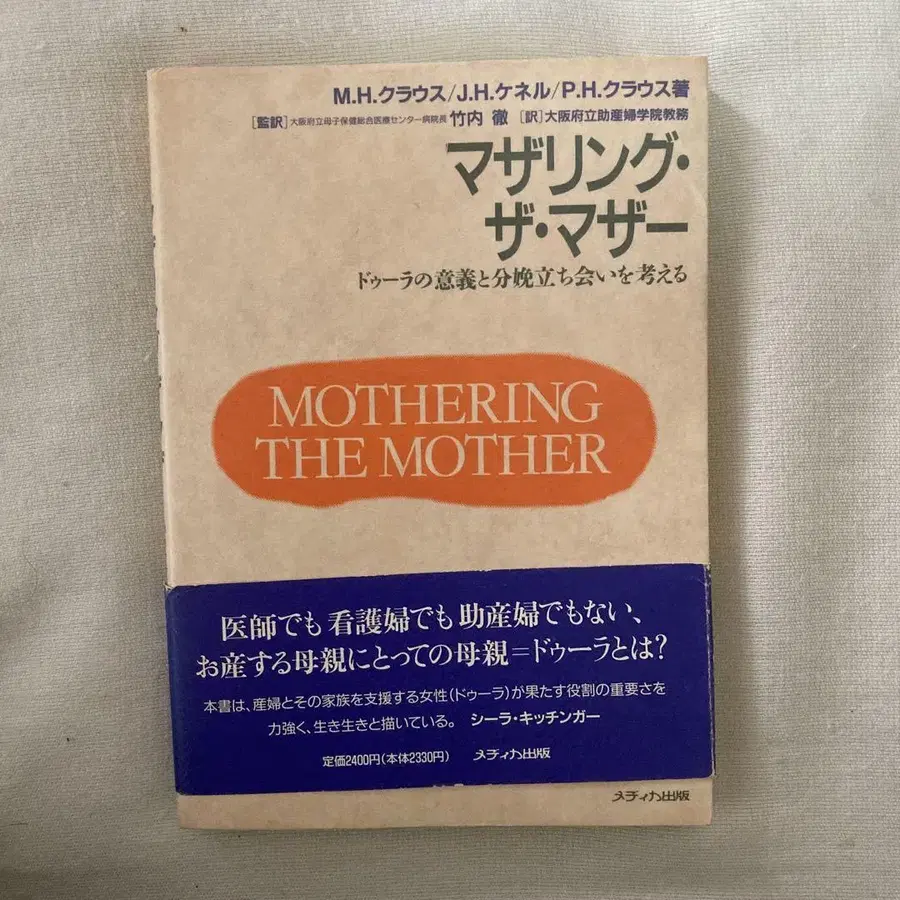 M.H.クラウス/J.H.ケネル/P.H.クラウス著
[監訳]大阪府立母子保健総合医療センター病院長 竹内 徹 [訳]大阪府立助産婦学院教務
マザリング・
ザ・マザー
ドゥーラの意義と分娩立ち会いを考える
MOTHERING
THE MOTHER
医師でも看護婦でも助産婦でもない、
お産する母親にとっての母親=ドゥーラとは?
本書は、産婦とその家族を支援する女性(ドゥーラ)が果たす役割の重要さを
力強く、生き生きと描いている。 シーラ・キッチンガー
定価2400円(本体2330円) メディカ出版
メディカ出版